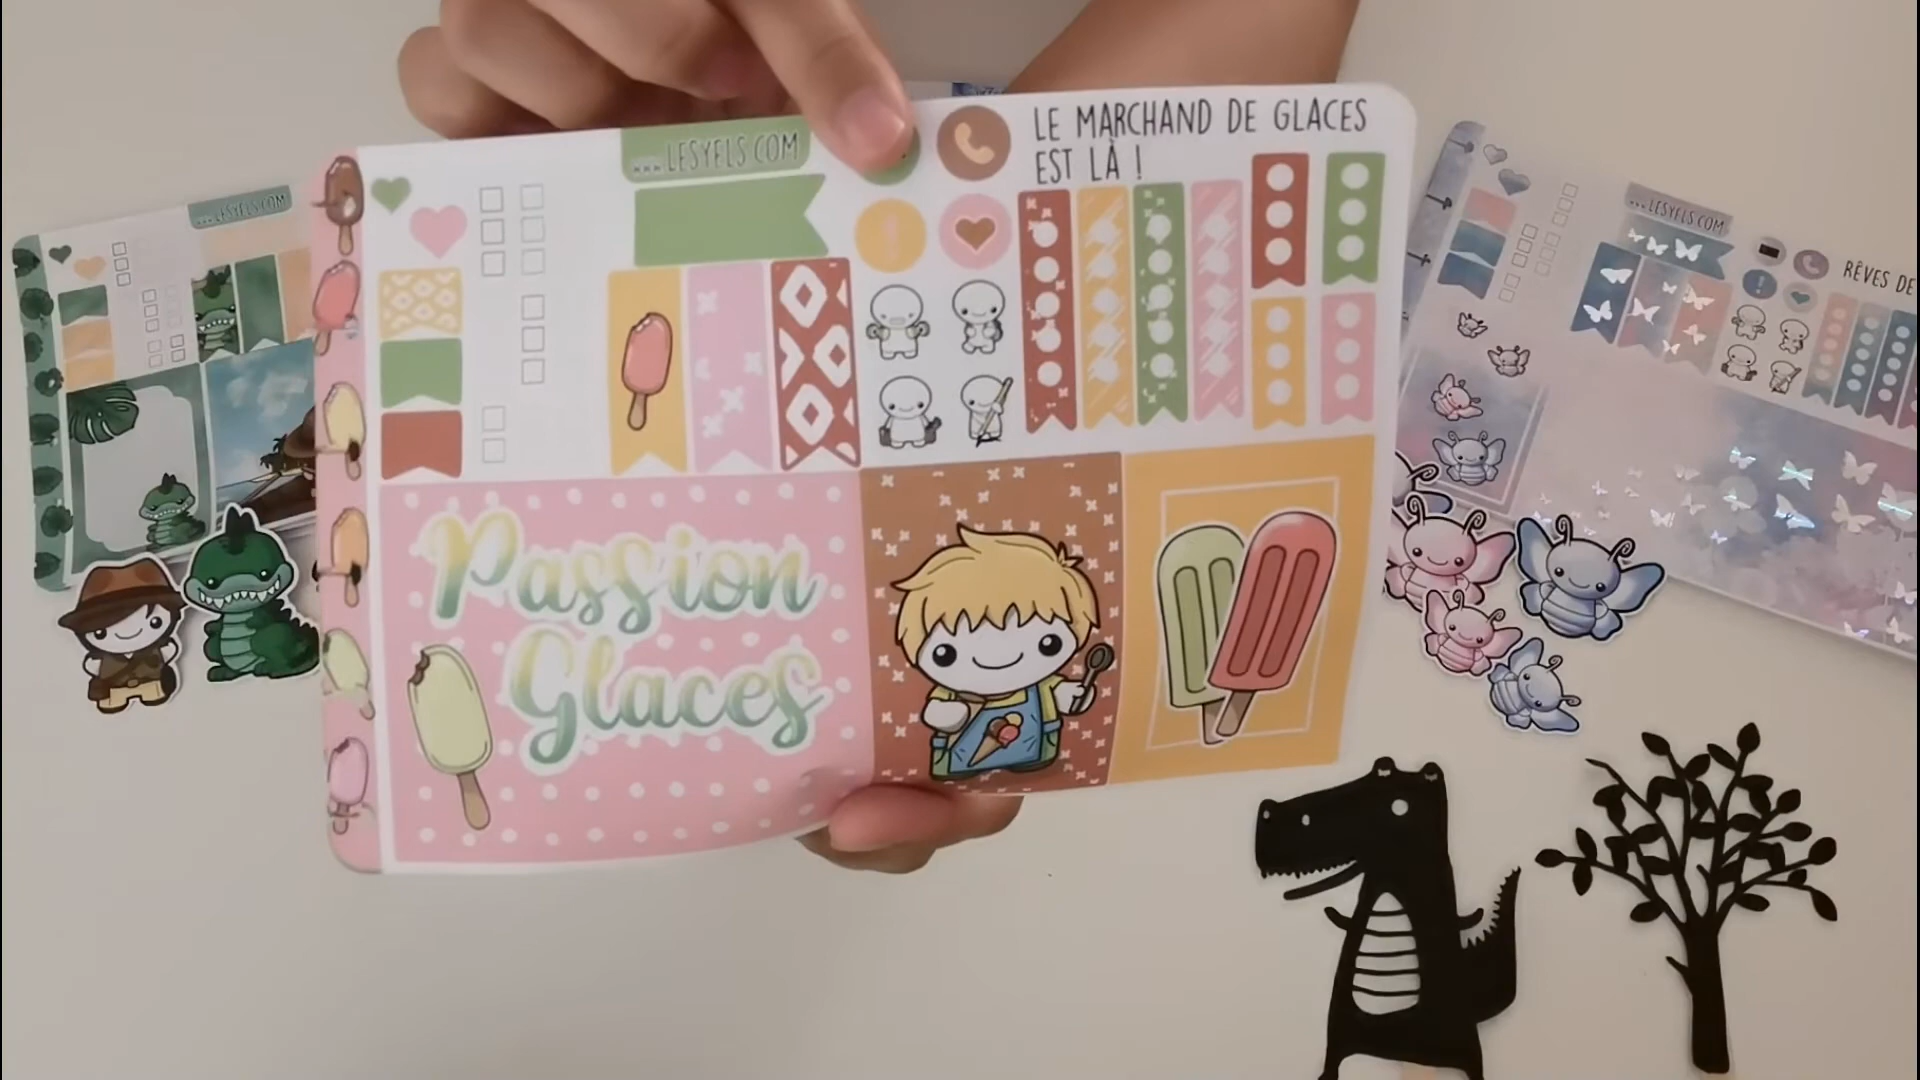 ...LESYELS.COM
LE MARCHAND DE GLACES
EST LÀ !
Passion
Glaces
...LESYELS.COM
...LESYELS.COM
RÊVES DE